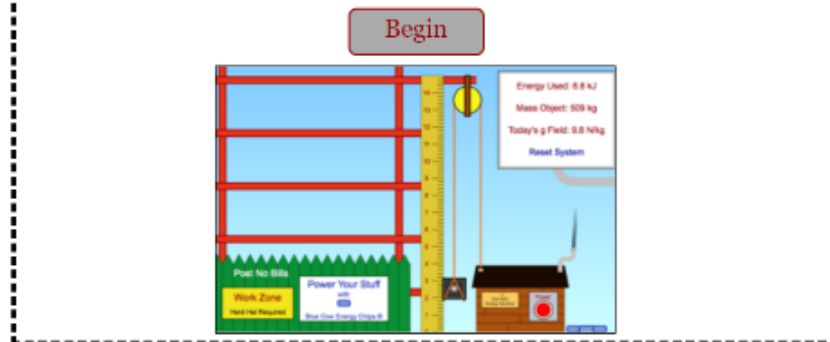 Begin
Energy Used: 8.8 kJ
Mass Object: 509 kg
Today's g Field: 9.8 N/kg
Reset System
Post No Bills
Work Zone
Hard Hat Required
Power Your Stuff
with
Blue Cow Energy Chips ®
Power